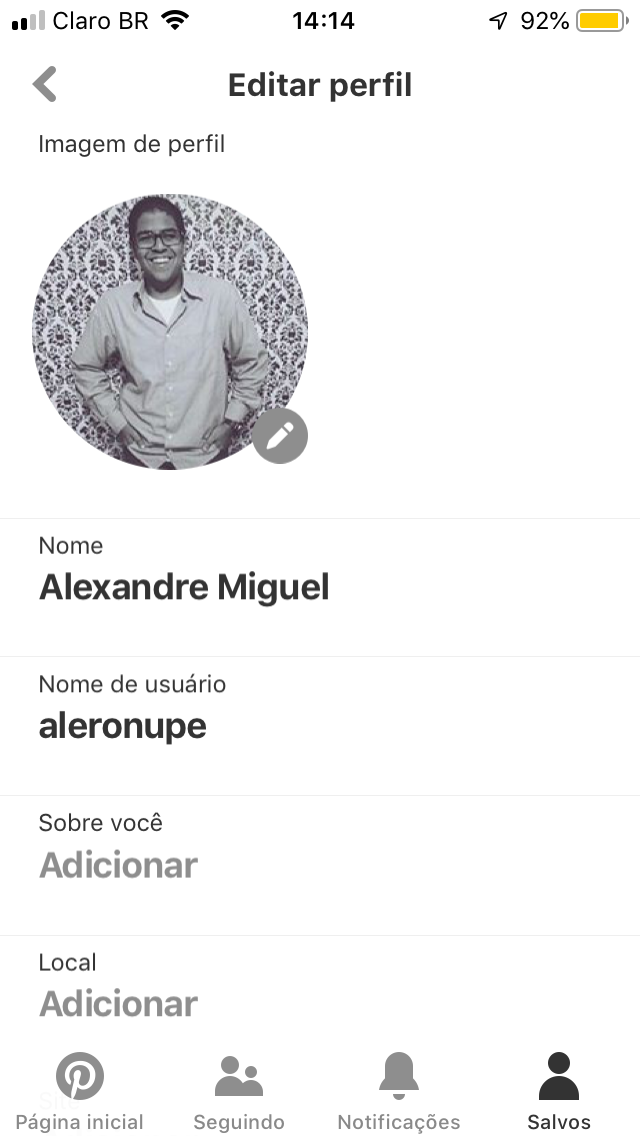 Claro BR 14:14 92%
Editar perfil
Imagem de perfil
Nome
Alexandre Miguel
Nome de usuário
aleronupe
Sobre você
Adicionar
Local
Adicionar
Site
Página inicial Seguindo Notificações Salvos